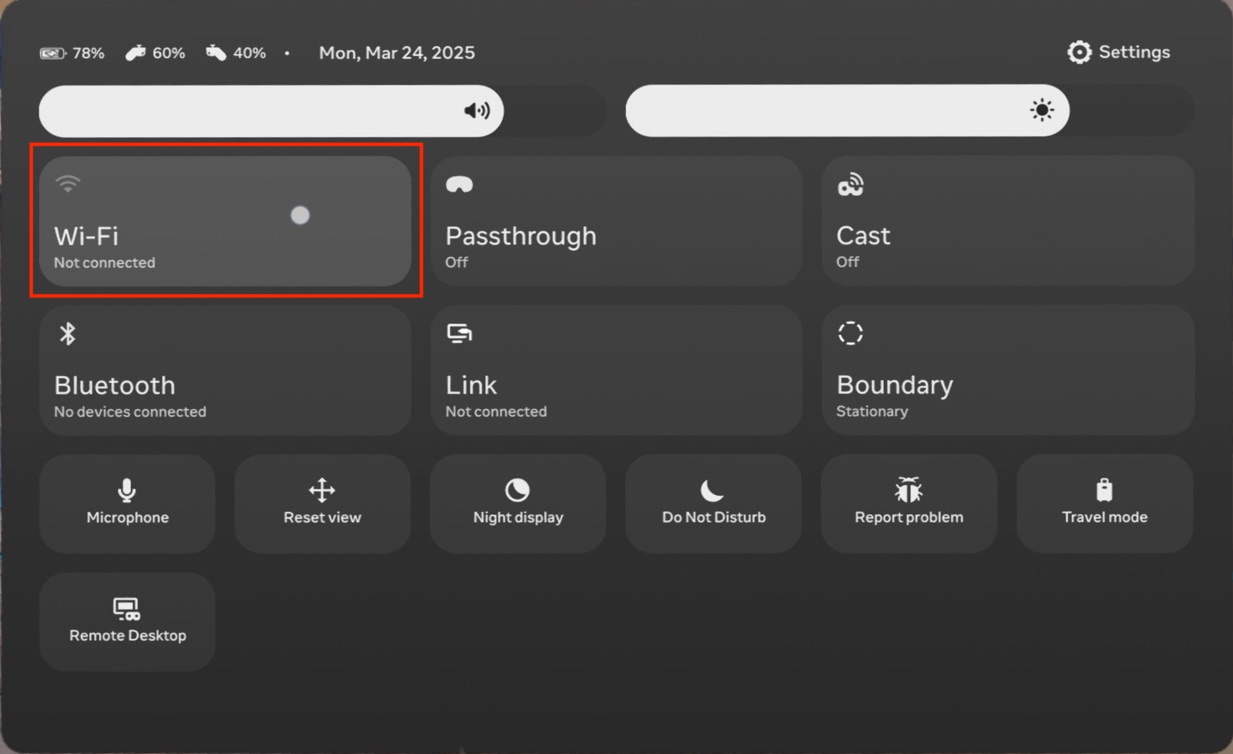 78% 60% 40% • Mon, Mar 24, 2025 Settings
Wi-Fi
Not connected
Passthrough
Off
Cast
Off
Bluetooth
No devices connected
Link
Not connected
Boundary
Stationary
Microphone
Reset view
Night display
Do Not Disturb
Report problem
Travel mode
Remote Desktop